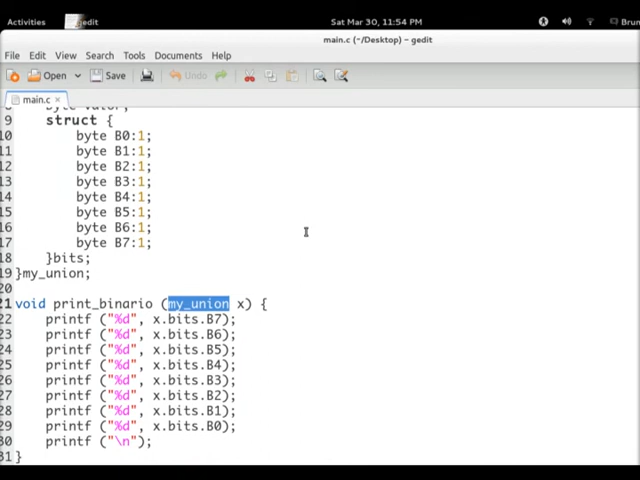 Activities gedit Sat Mar 30, 11:54 PM Brun
main.c (~/Desktop) - gedit
File Edit View Search Tools Documents Help
Open Save Undo
main.c ×
8 byte valor;
9 struct {
10 byte B0:1;
11 byte B1:1;
12 byte B2:1;
13 byte B3:1;
14 byte B4:1;
15 byte B5:1;
16 byte B6:1;
17 byte B7:1;
18 }bits;
19 }my_union;
20
21 void print_binario (my_union x) {
22 printf ("%d", x.bits.B7);
23 printf ("%d", x.bits.B6);
24 printf ("%d", x.bits.B5);
25 printf ("%d", x.bits.B4);
26 printf ("%d", x.bits.B3);
27 printf ("%d", x.bits.B2);
28 printf ("%d", x.bits.B1);
29 printf ("%d", x.bits.B0);
30 printf ("\n");
31 }